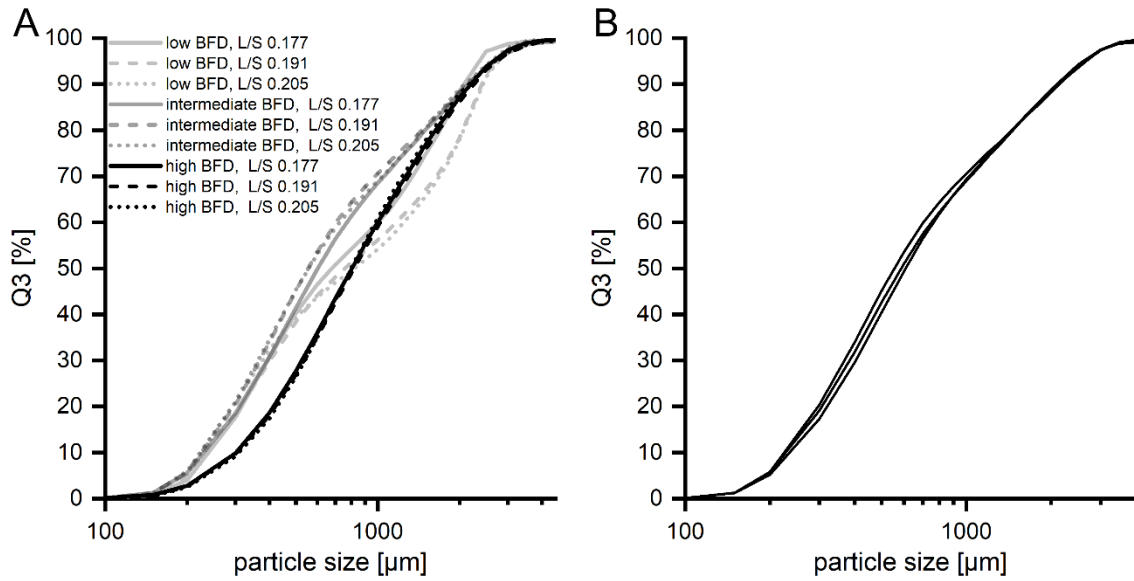 A
100
90
80
70
60
50
40
30
20
10
0
Q3 [%]
low BFD, L/S 0.177
low BFD, L/S 0.191
low BFD, L/S 0.205
intermediate BFD, L/S 0.177
intermediate BFD, L/S 0.191
intermediate BFD, L/S 0.205
high BFD, L/S 0.177
high BFD, L/S 0.191
high BFD, L/S 0.205
100 1000
particle size [µm]
B
100
90
80
70
60
50
40
30
20
10
0
Q3 [%]
100 1000
particle size [µm]